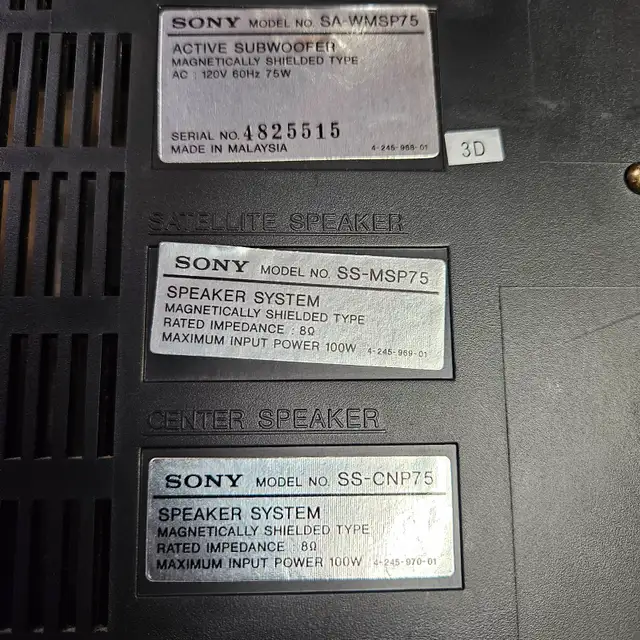 SONY MODEL NO. SA-WMSP75
ACTIVE SUBWOOFER
MAGNETICALLY SHIELDED TYPE
AC : 120V 60Hz 75W
SERIAL NO. 4825515
MADE IN MALAYSIA 4-245-968-01
3D
SATELLITE SPEAKER
SONY MODEL NO. SS-MSP75
SPEAKER SYSTEM
MAGNETICALLY SHIELDED TYPE
RATED IMPEDANCE : 8Ω
MAXIMUM INPUT POWER 100W 4-245-969-01
CENTER SPEAKER
SONY MODEL NO. SS-CNP75
SPEAKER SYSTEM
MAGNETICALLY SHIELDED TYPE
RATED IMPEDANCE : 8Ω
MAXIMUM INPUT POWER 100W 4-245-970-01